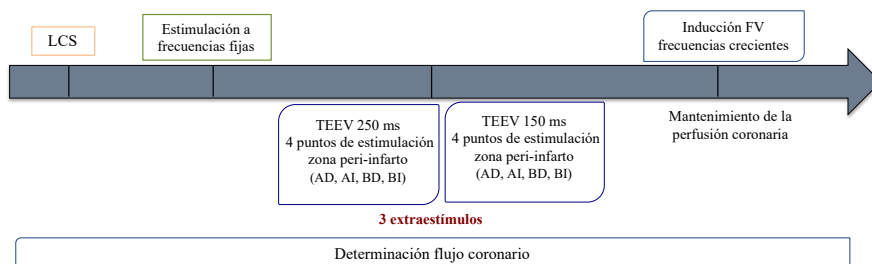 LCS
Estimulación a
frecuencias fijas
Inducción FV
frecuencias crecientes
TEEV 250 ms
4 puntos de estimulación
zona peri-infarto
(AD, AI, BD, BI)
TEEV 150 ms
4 puntos de estimulación
zona peri-infarto
(AD, AI, BD, BI)
Mantenimiento de la
perfusión coronaria
3 extraestímulos
Determinación flujo coronario